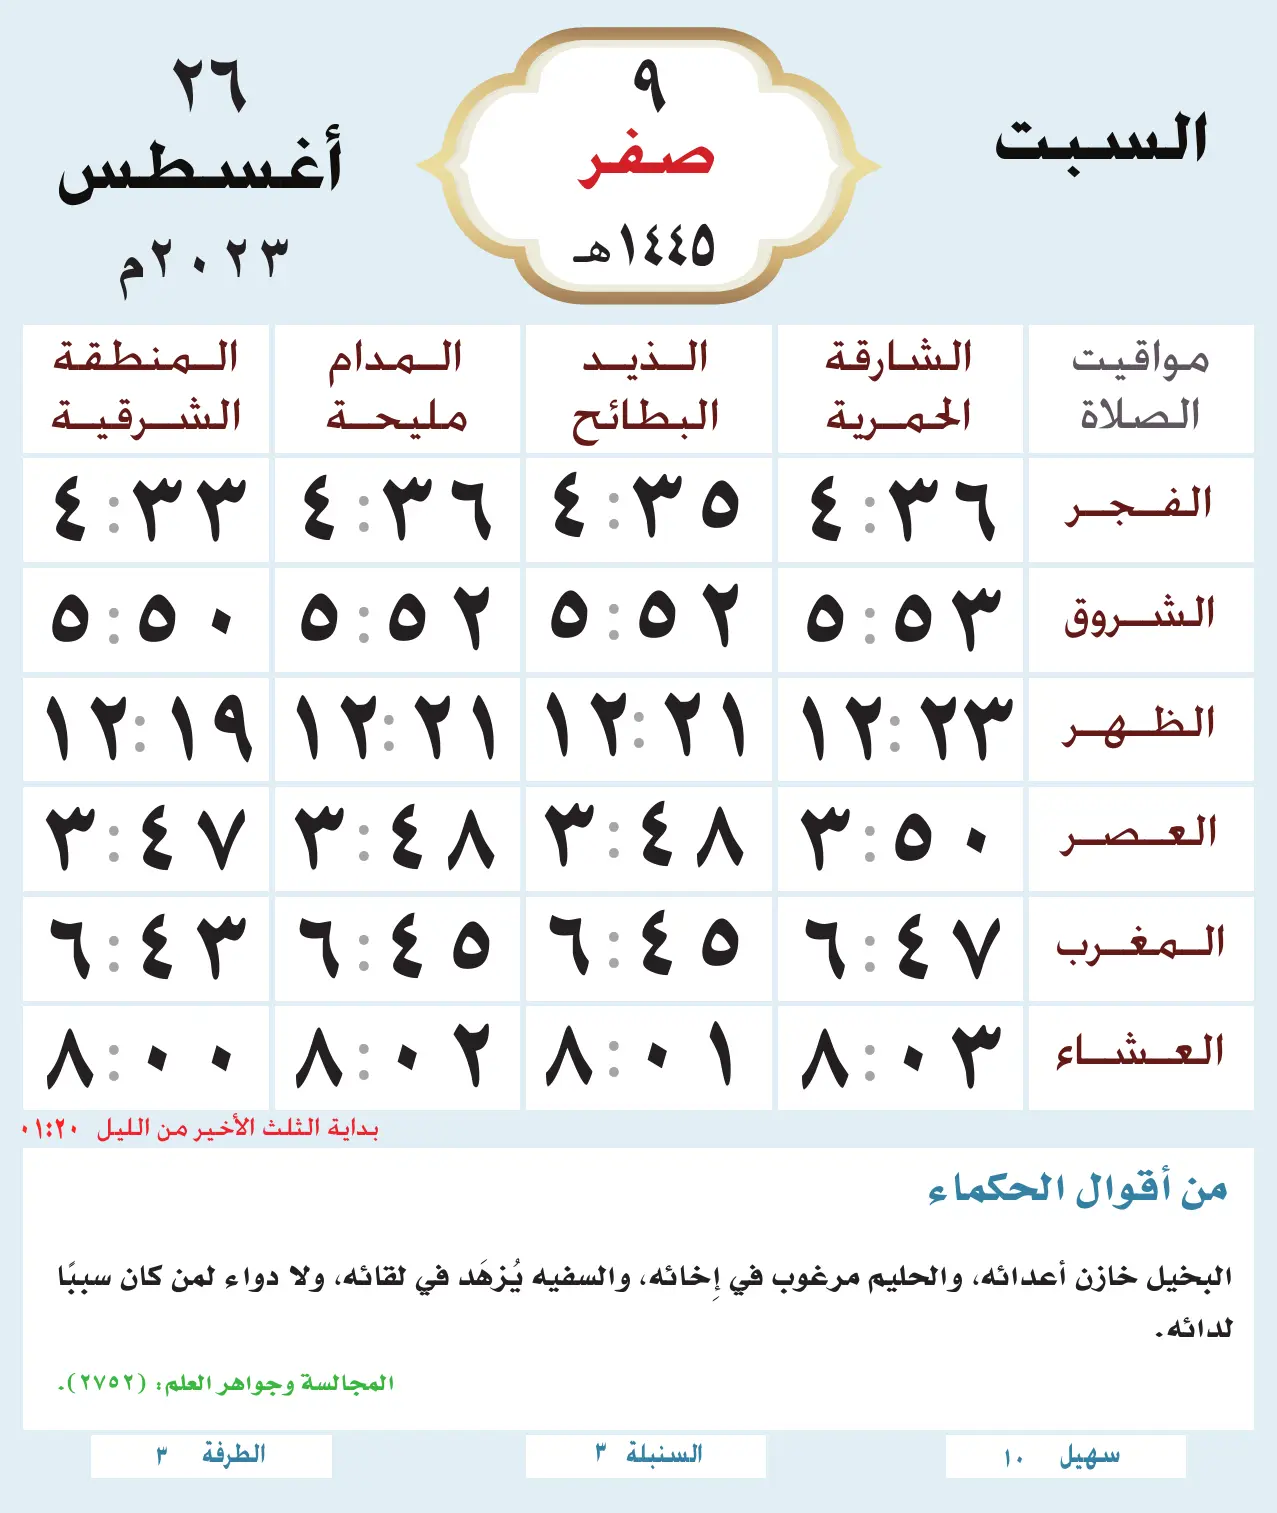 السبت
٩
صفر
١٤٤٥هـ
٢٦
أغسطس
٢٠٢٣م
مواقيت الصلاة
الشارقة الحمرية
الذيد البطائح
المدام مليحة
المنطقة الشرقية
الفجر ٤:٣٦ ٤:٣٥ ٤:٣٦ ٤:٣٣
الشروق ٥:٥٣ ٥:٥٢ ٥:٥٢ ٥:٥٠
الظهر ١٢:٢٣ ١٢:٢١ ١٢:٢١ ١٢:١٩
العصر ٣:٥٠ ٣:٤٨ ٣:٤٨ ٣:٤٧
المغرب ٦:٤٧ ٦:٤٥ ٦:٤٥ ٦:٤٣
العشاء ٨:٠٣ ٨:٠١ ٨:٠٢ ٨:٠٠
بداية الثلث الأخير من الليل ٠١:٢٠
من أقوال الحكماء
البخيل خازن أعدائه، والحليم مرغوب في إِخائه، والسفيه يُزهَد في لقائه، ولا دواء لمن كان سببًا
لدائه.
المجالسة وجواهر العلم: (٢٧٥٢).
سهيل ١٠
السنبلة ٣
الطرفة ٣